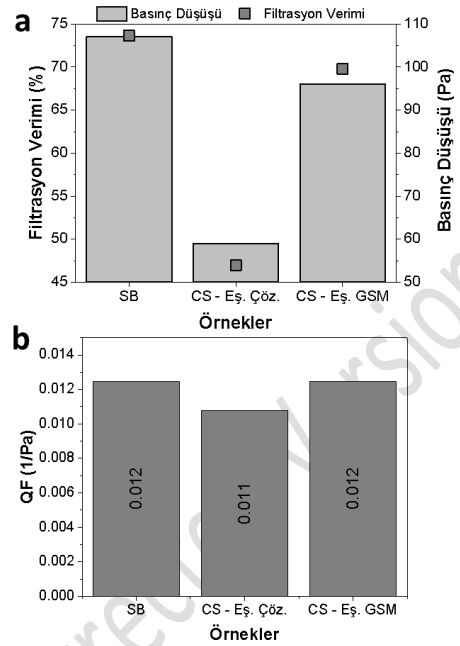 a
Basınç Düşüşü
Filtrasyon Verimi
75
70
65
60
55
50
45
Filtrasyon Verimi (%)
110
100
90
80
70
60
50
Basınç Düşüşü (Pa)
SB
CS - Eş. Çöz.
CS - Eş. GSM
Örnekler
b
0.014
0.012
0.010
0.008
0.006
0.004
0.002
0.000
QF (1/Pa)
0.012
0.011
0.012
SB
CS - Eş. Çöz.
CS - Eş. GSM
Örnekler